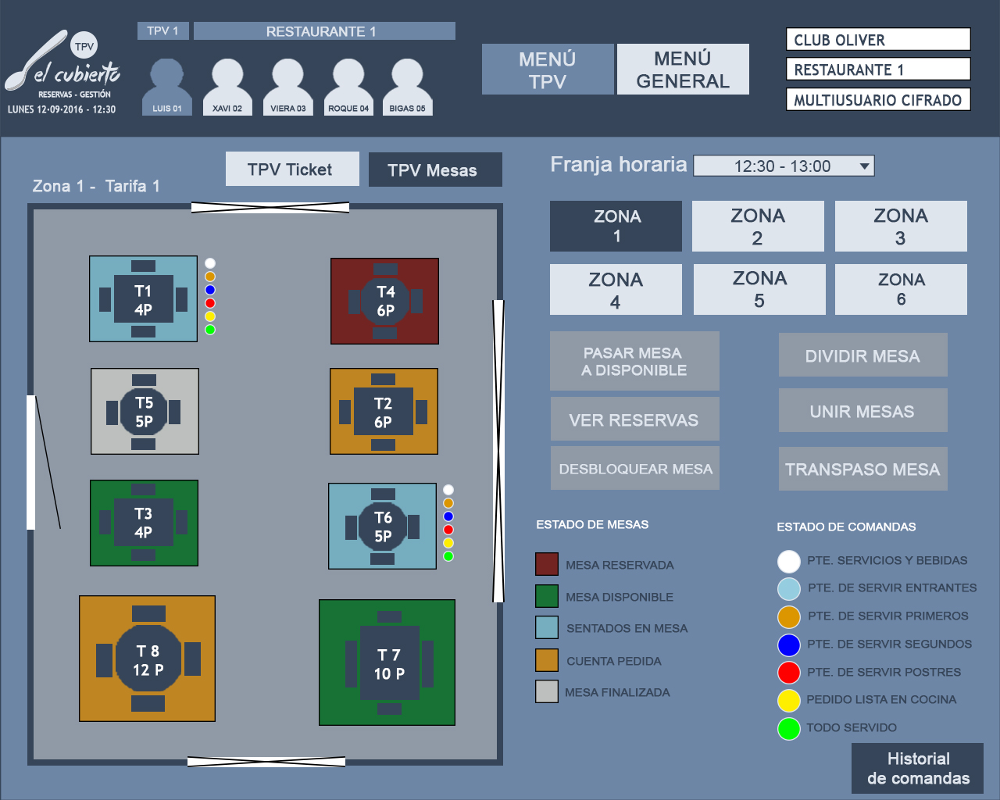 TPV
el cubierto
RESERVAS - GESTIÓN
LUNES 12·09·2016 - 12:30
TPV 1
RESTAURANTE 1
LUIS 01
XAVI 02
VIERA 03
ROQUE 04
BIGAS 05
MENÚ
TPV
MENÚ
GENERAL
CLUB OLIVER
RESTAURANTE 1
MULTIUSUARIO CIFRADO
Zona 1 - Tarifa 1
TPV Ticket
TPV Mesas
Franja horaria
12:30 - 13:00
T1
4P
T4
6P
T5
5P
T2
6P
T3
4P
T6
5P
T 8
12 P
T 7
10 P
ZONA
1
ZONA
2
ZONA
3
ZONA
4
ZONA
5
ZONA
6
PASAR MESA
A DISPONIBLE
DIVIDIR MESA
VER RESERVAS
UNIR MESAS
DESBLOQUEAR MESA
TRANSPASO MESA
ESTADO DE MESAS
MESA RESERVADA
MESA DISPONIBLE
SENTADOS EN MESA
CUENTA PEDIDA
MESA FINALIZADA
ESTADO DE COMANDAS
PTE. SERVICIOS Y BEBIDAS
PTE. DE SERVIR ENTRANTES
PTE. DE SERVIR PRIMEROS
PTE. DE SERVIR SEGUNDOS
PTE. DE SERVIR POSTRES
PEDIDO LISTA EN COCINA
TODO SERVIDO
Historial
de comandas